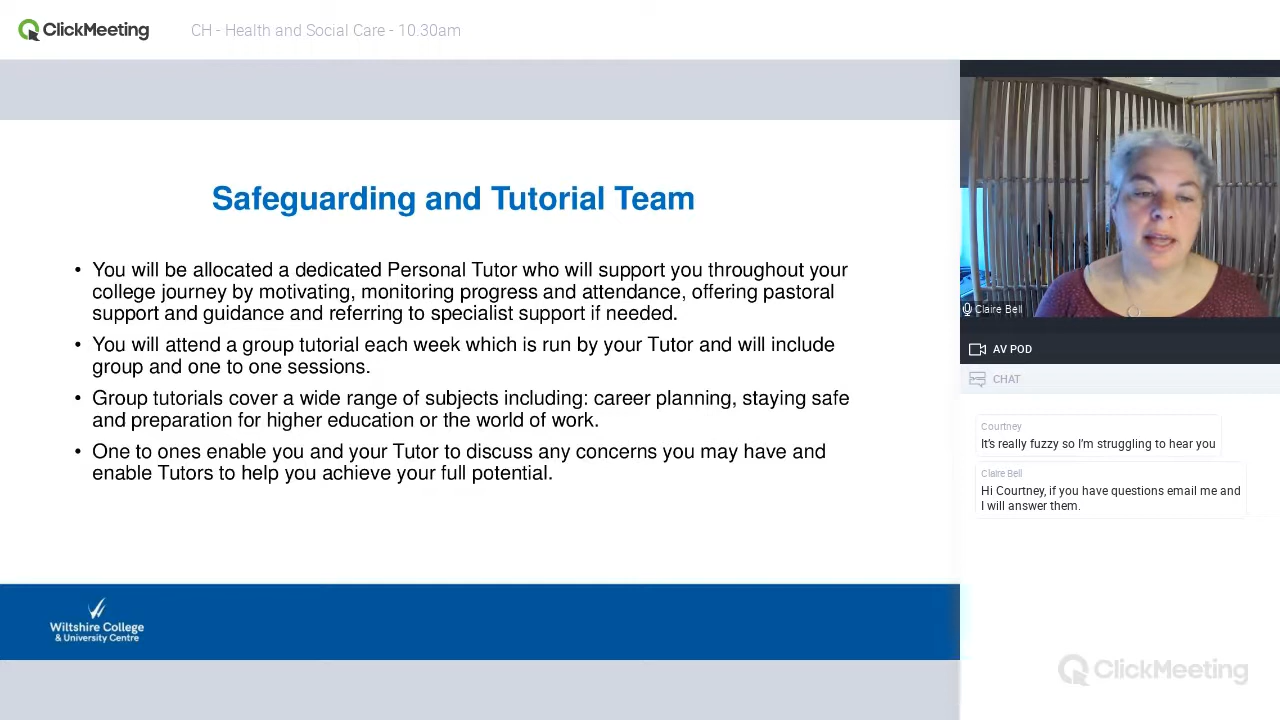 ClickMeeting
CH - Health and Social Care - 10.30am
Safeguarding and Tutorial Team
• You will be allocated a dedicated Personal Tutor who will support you throughout your
college journey by motivating, monitoring progress and attendance, offering pastoral
support and guidance and referring to specialist support if needed.
• You will attend a group tutorial each week which is run by your Tutor and will include
group and one to one sessions.
• Group tutorials cover a wide range of subjects including: career planning, staying safe
and preparation for higher education or the world of work.
• One to ones enable you and your Tutor to discuss any concerns you may have and
enable Tutors to help you achieve your full potential.
Wiltshire College
& University Centre
Claire Bell
AV POD
CHAT
Courtney
It's really fuzzy so I'm struggling to hear you
Claire Bell
Hi Courtney, if you have questions email me and
I will answer them.
ClickMeeting